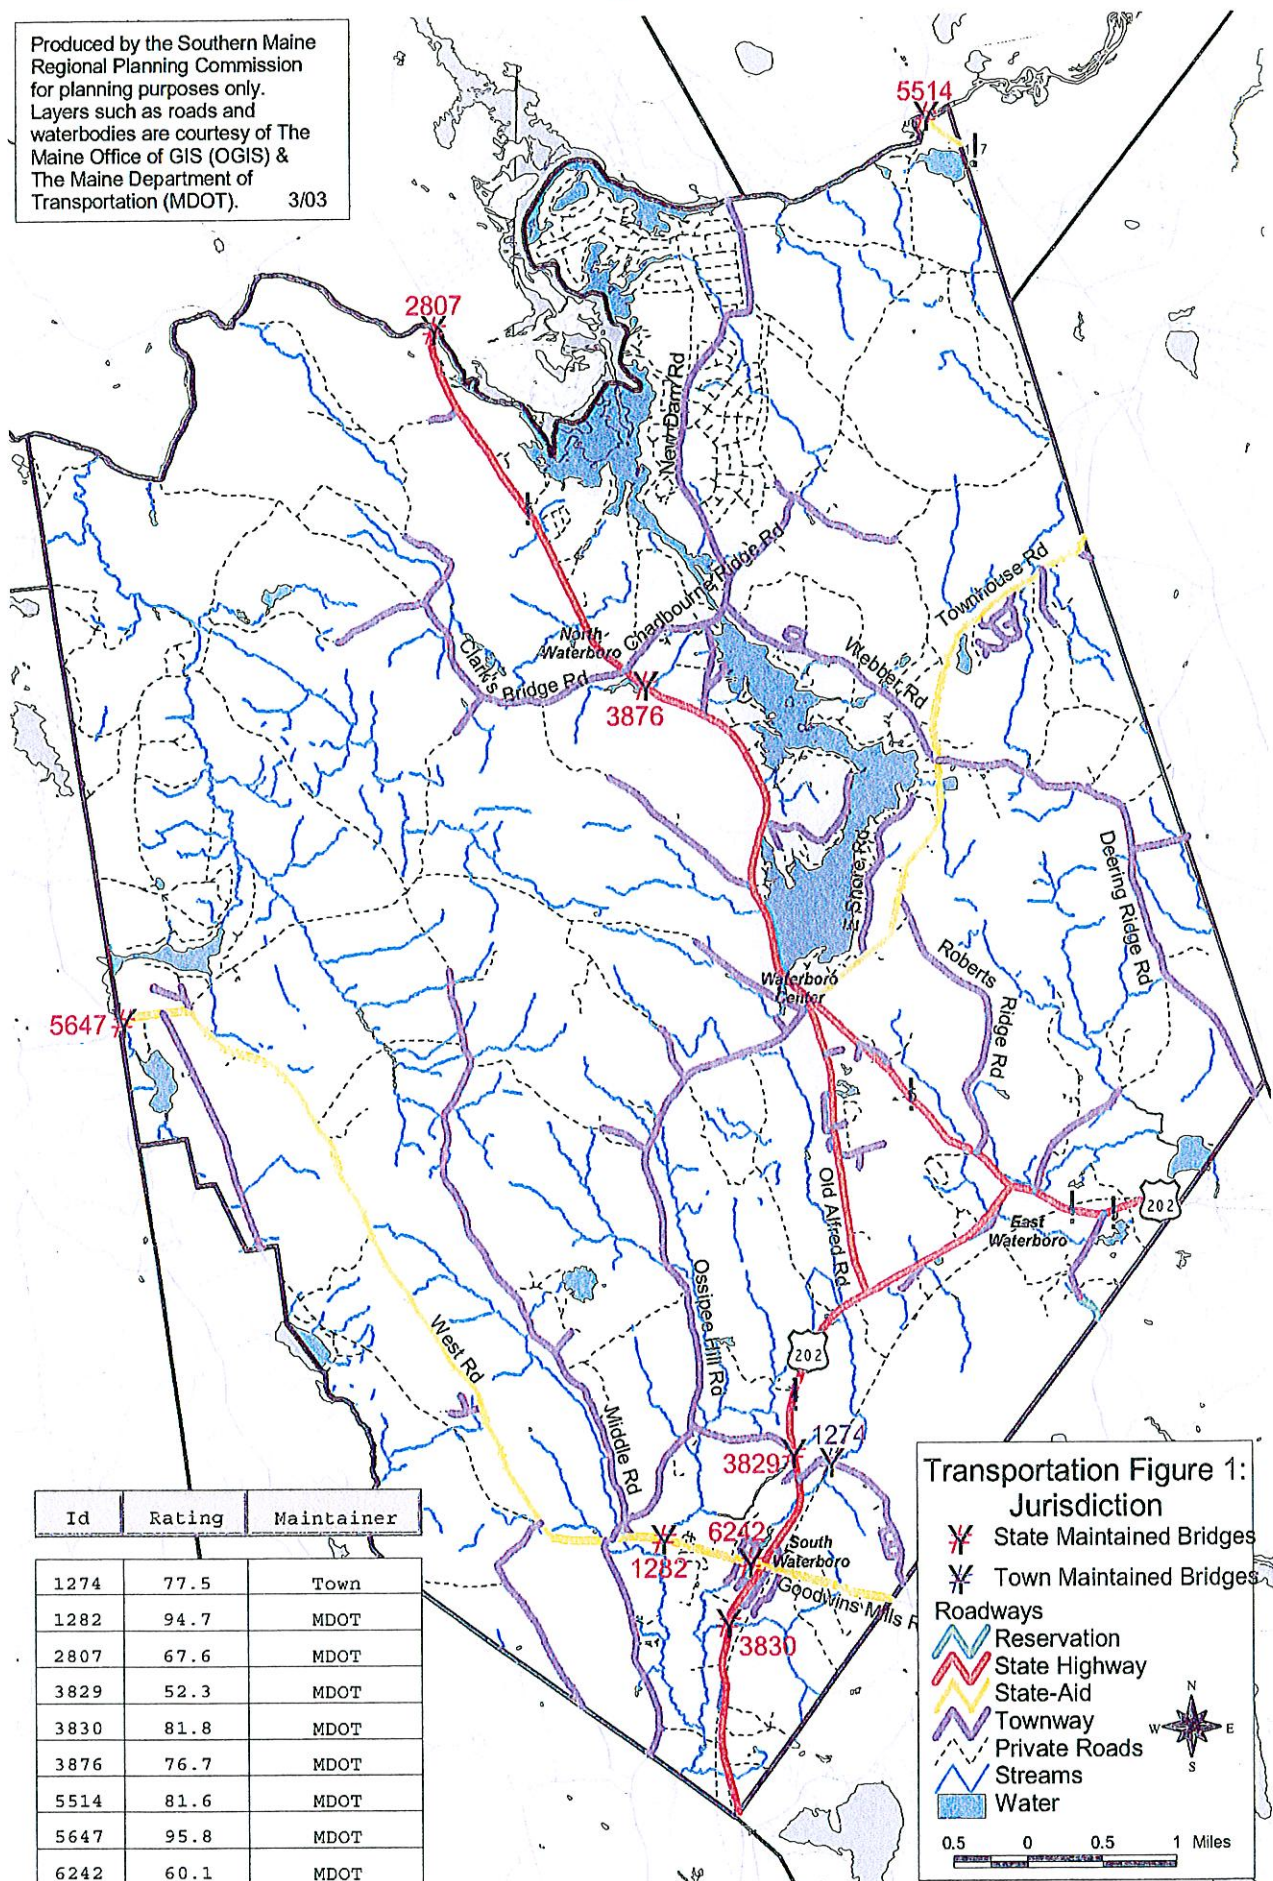 Produced by the Southern Maine
Regional Planning Commission
for planning purposes only.
Layers such as roads and
waterbodies are courtesy of The
Maine Office of GIS (OGIS) &
The Maine Department of
Transportation (MDOT). 3/03
5514
2807
New Dam Rd
Chadbourne Ridge Rd
Townhouse Rd
North
Waterboro
Clark's
Bridge Rd
3876
Webber Rd
E Shore Rd
Deering Ridge Rd
Roberts
Ridge Rd
Waterboro
Center
5647
Old Alfred Rd
202
East
Waterboro
Ossipee Hill Rd
202
West Rd
Middle Rd
1274
3829
6242
South
Waterboro
1282
Goodwins Mills R
3830
Id Rating Maintainer
1274 77.5 Town
1282 94.7 MDOT
2807 67.6 MDOT
3829 52.3 MDOT
3830 81.8 MDOT
3876 76.7 MDOT
5514 81.6 MDOT
5647 95.8 MDOT
6242 60.1 MDOT
Transportation Figure 1:
Jurisdiction
State Maintained Bridges
Town Maintained Bridges
Roadways
Reservation
State Highway
State-Aid
Townway
Private Roads
Streams
Water
N
W E
S
0.5 0 0.5 1 Miles